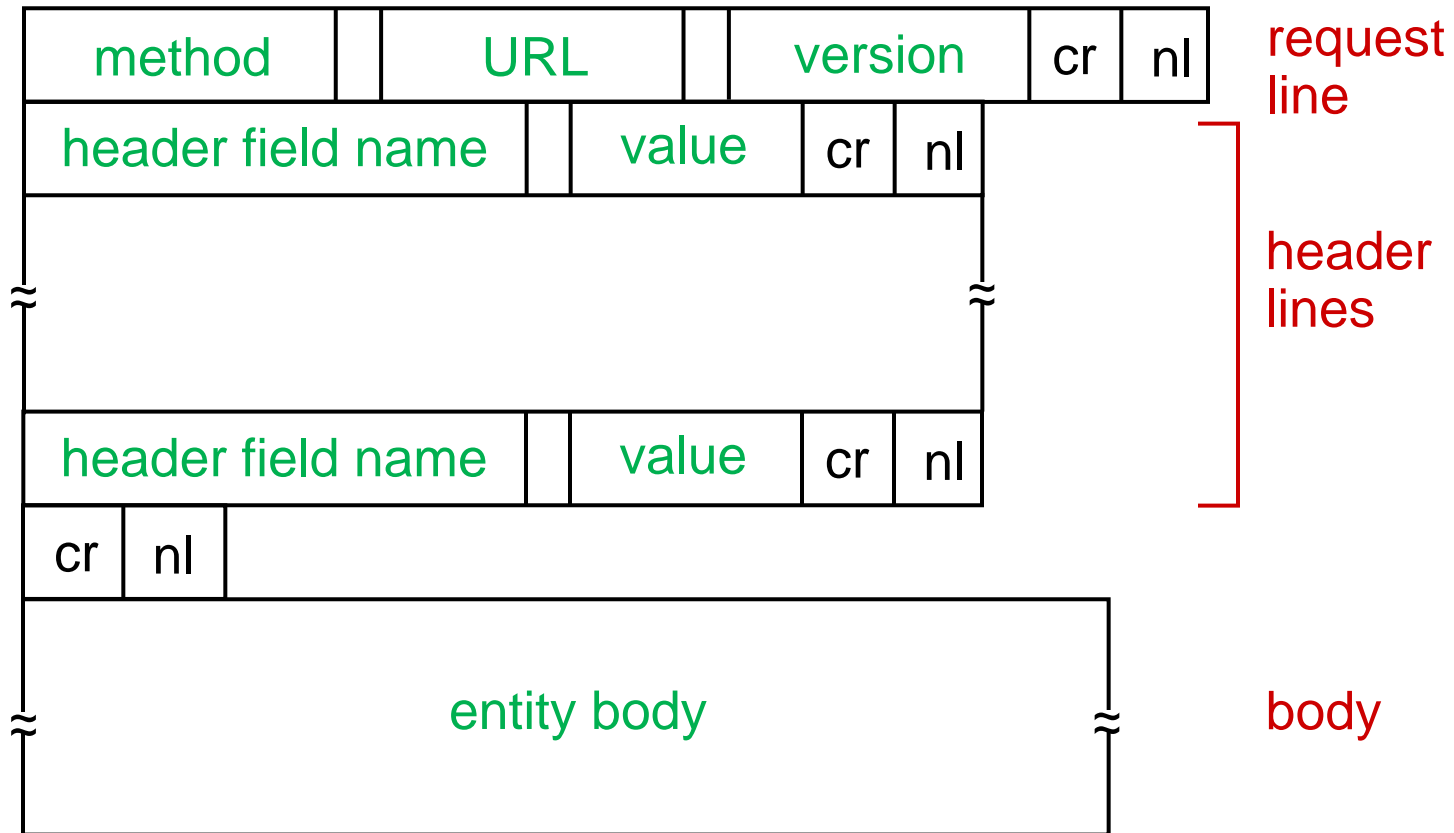 method URL version cr nl
request
line
header field name value cr nl
header
lines
header field name value cr nl
cr nl
entity body
body